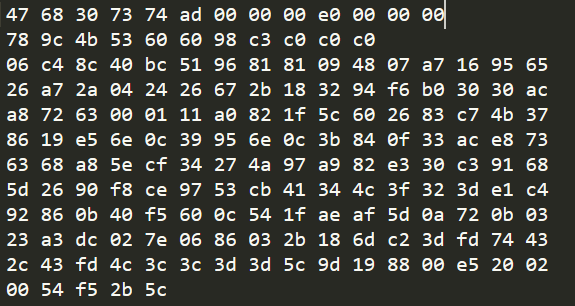 47 68 30 73 74 ad 00 00 00 e0 00 00 00
78 9c 4b 53 60 60 98 c3 c0 c0 c0
06 c4 8c 40 bc 51 96 81 81 09 48 07 a7 16 95 65
26 a7 2a 04 24 26 67 2b 18 32 94 f6 b0 30 30 ac
a8 72 63 00 01 11 a0 82 1f 5c 60 26 83 c7 4b 37
86 19 e5 6e 0c 39 95 6e 0c 3b 84 0f 33 ac e8 73
63 68 a8 5e cf 34 27 4a 97 a9 82 e3 30 c3 91 68
5d 26 90 f8 ce 97 53 cb 41 34 4c 3f 32 3d e1 c4
92 86 0b 40 f5 60 0c 54 1f ae af 5d 0a 72 0b 03
23 a3 dc 02 7e 06 86 03 2b 18 6d c2 3d fd 74 43
2c 43 fd 4c 3c 3c 3d 3d 5c 9d 19 88 00 e5 20 02
00 54 f5 2b 5c